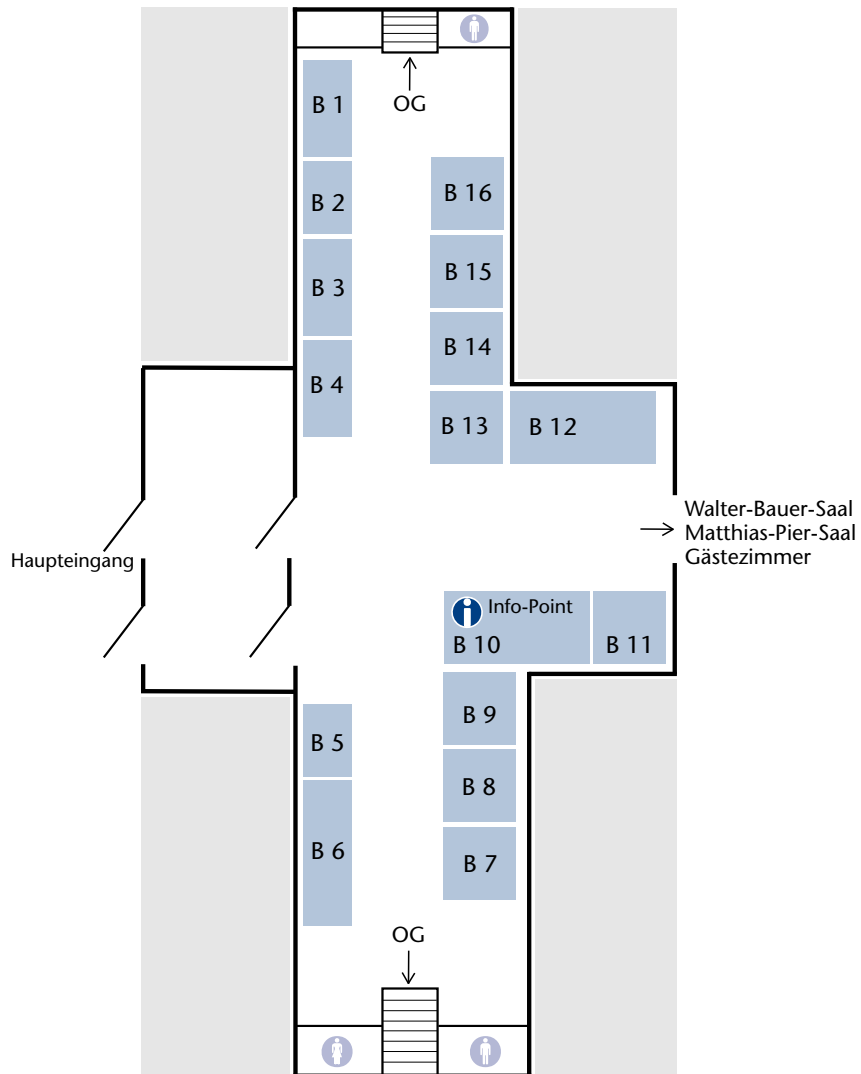 OG
B 1
B 2
B 16
B 3
B 15
B 4
B 14
B 13
B 12
Walter-Bauer-Saal
Matthias-Pier-Saal
Gästezimmer
Haupteingang
Info-Point
B 10
B 11
B 9
B 5
B 8
B 6
B 7
OG